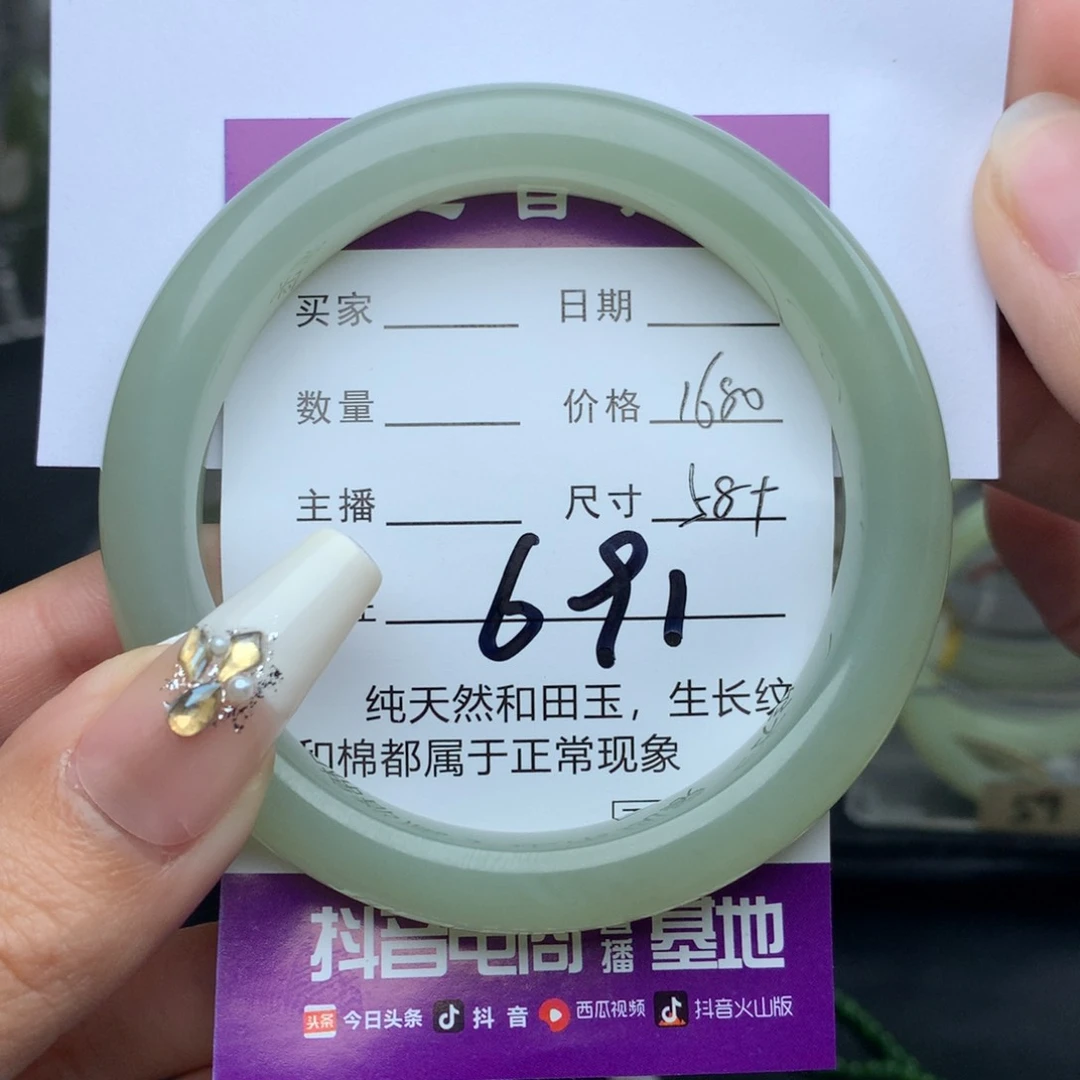 买家 日期
数量 价格 1680
主播 尺寸 58+
691
纯天然和田玉，生长纹
和棉都属于正常现象
抖音电商直播基地
头条 今日头条 抖音 西瓜视频 抖音火山版